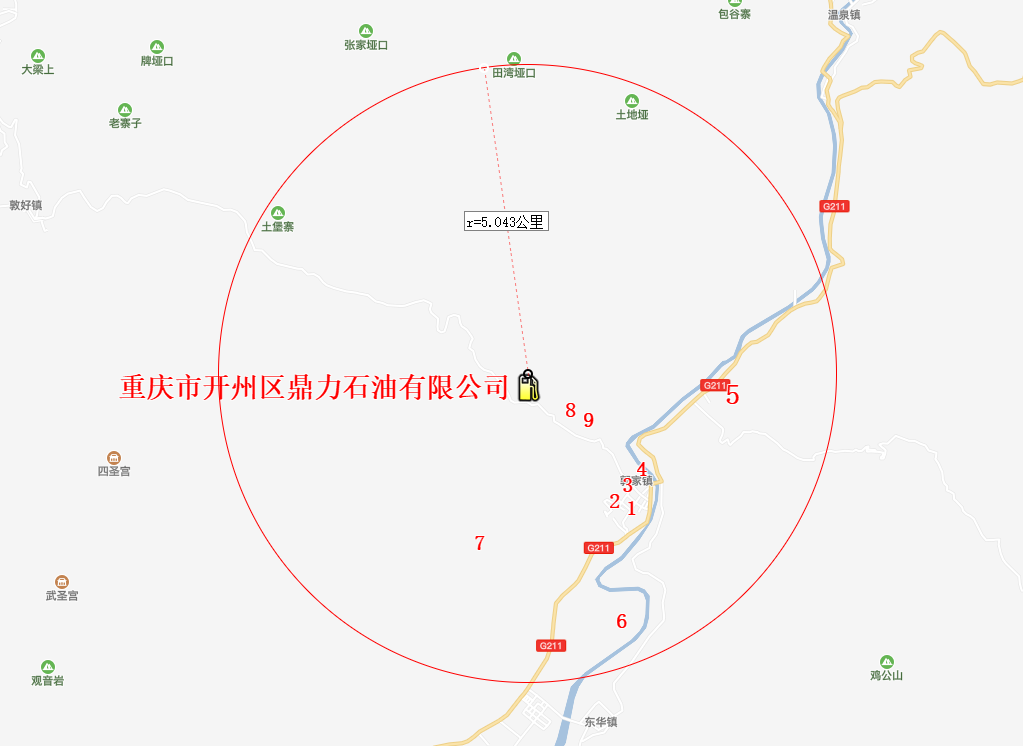 包谷寨
温泉镇
张家垭口
牌垭口
大梁上
田湾垭口
土地垭
老寨子
敦好镇
G211
土堡寨
r=5.043公里
重庆市开州区鼎力石油有限公司
G211
5
8
9
四圣宫
4
郭家镇
3
2
1
7
G211
武圣宫
6
G211
观音岩
鸡公山
东华镇